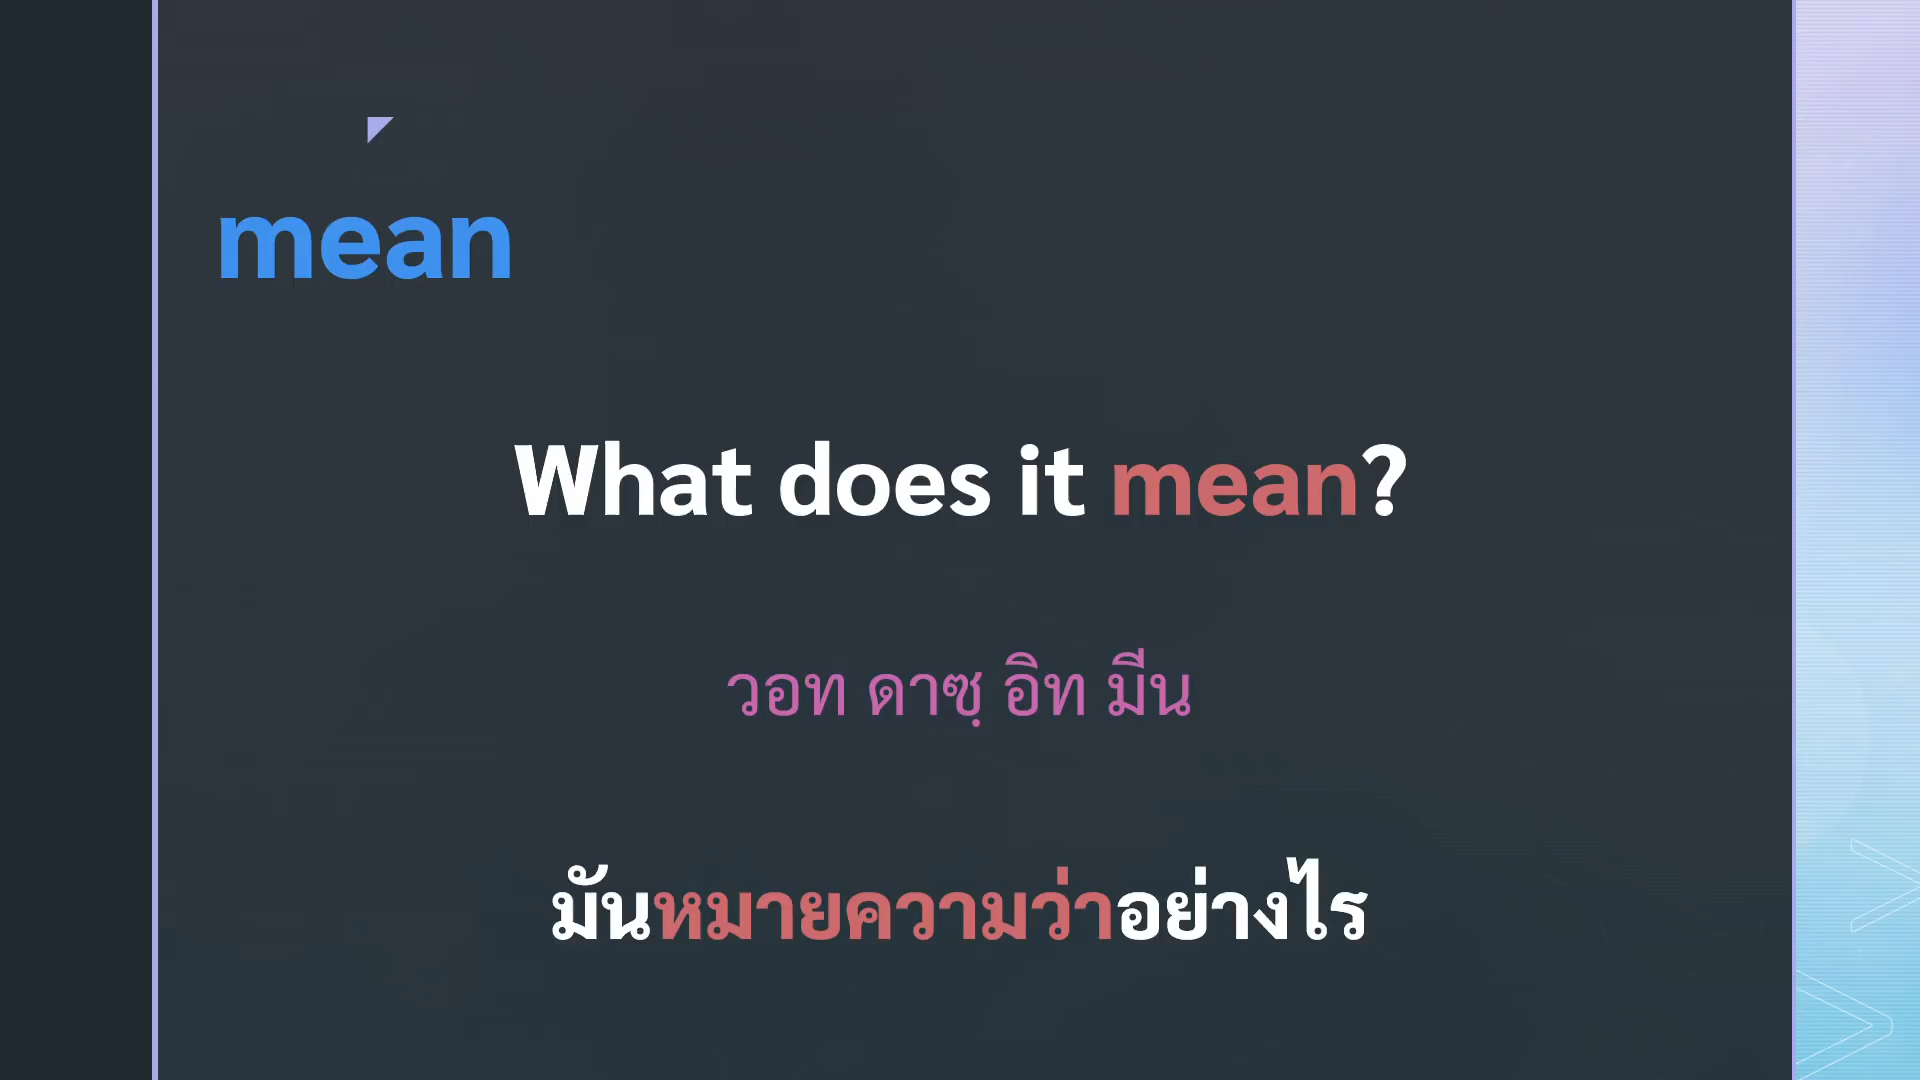 mean
What does it mean?
วอท ดาซฺ อิท มีน
มันหมายความว่าอย่างไร